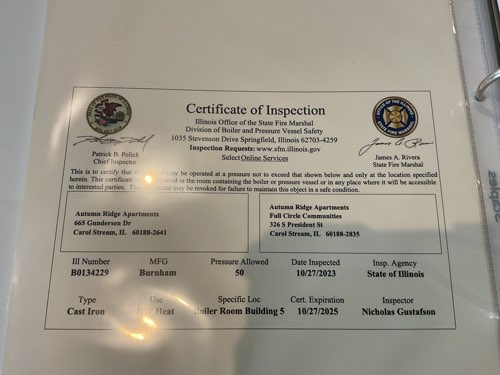 Certificate of Inspection
Illinois Office of the State Fire Marshal
Division of Boiler and Pressure Vessel Safety
1035 Stevenson Drive Springfield, Illinois 62703-4259
Inspection Requests: www.sfm.illinois.gov
Select Online Services
Patrick B. Polick
Chief Inspector
James A. Rivera
State Fire Marshal
This is to certify that the may be operated at a pressure not to exceed that shown below and only at the location specified
herein. This certificate in the room containing the boiler or pressure vessel or in any place where it will be accessible
to interested parties. This may be revoked for failure to maintain this object in a safe condition.
Autumn Ridge Apartments
665 Gundersen Dr
Carol Stream, IL 60188-2641
Autumn Ridge Apartments
Full Circle Communities
326 S President St
Carol Stream, IL 60188-2835
Ill Number MFG Pressure Allowed Date Inspected Insp. Agency
B0134229 Burnham 50 10/27/2023 State of Illinois
Type Use Specific Loc Cert. Expiration Inspector
Cast Iron Heat Boiler Room Building 5 10/27/2025 Nicholas Gustafson